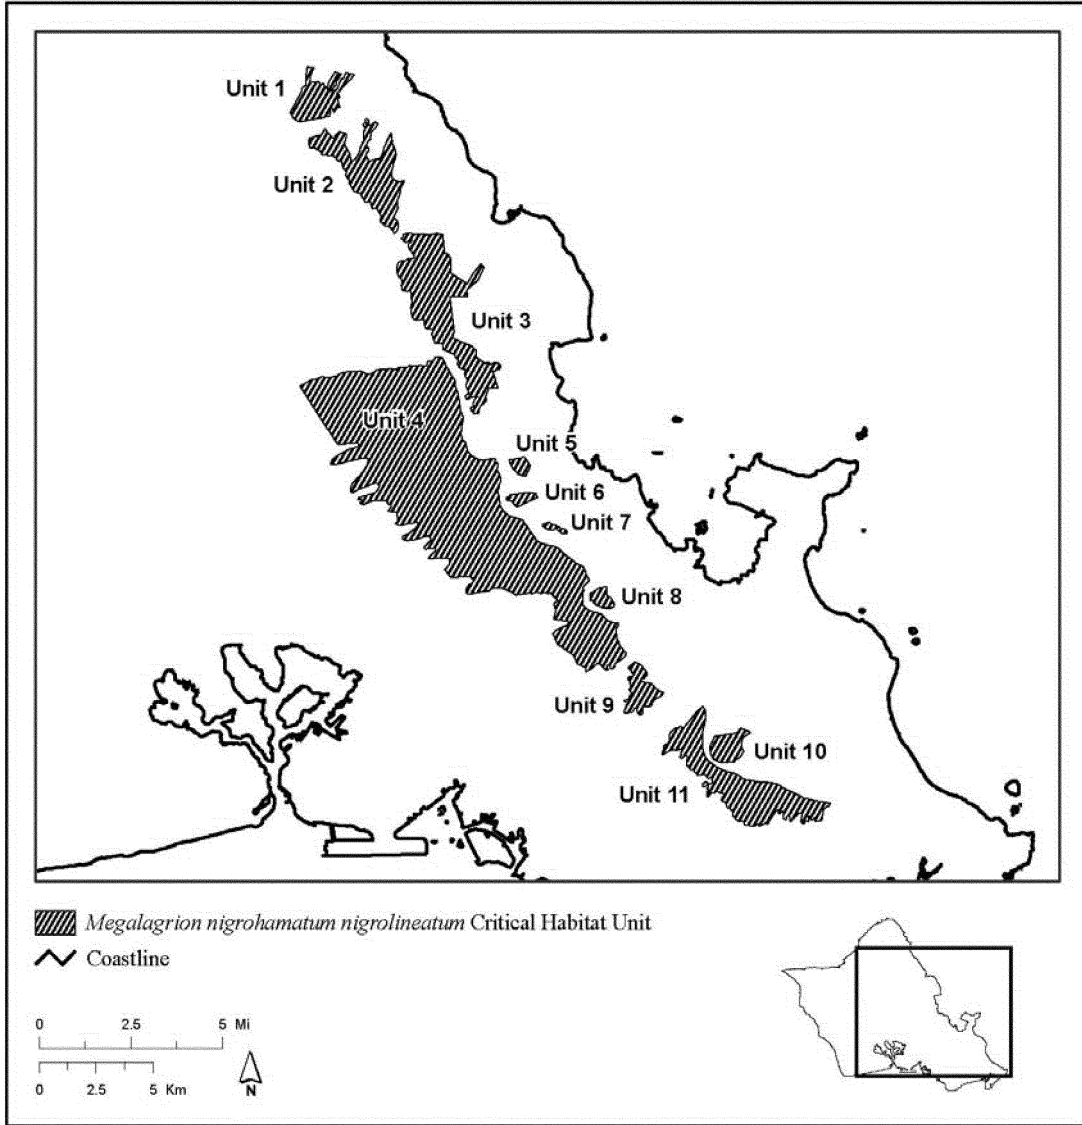 Unit 1
Unit 2
Unit 3
Unit 4
Unit 5
Unit 6
Unit 7
Unit 8
Unit 9
Unit 10
Unit 11
Megalagrion nigrohamatum nigrolineatum Critical Habitat Unit
Coastline
0 2.5 5 Mi
0 2.5 5 Km
N